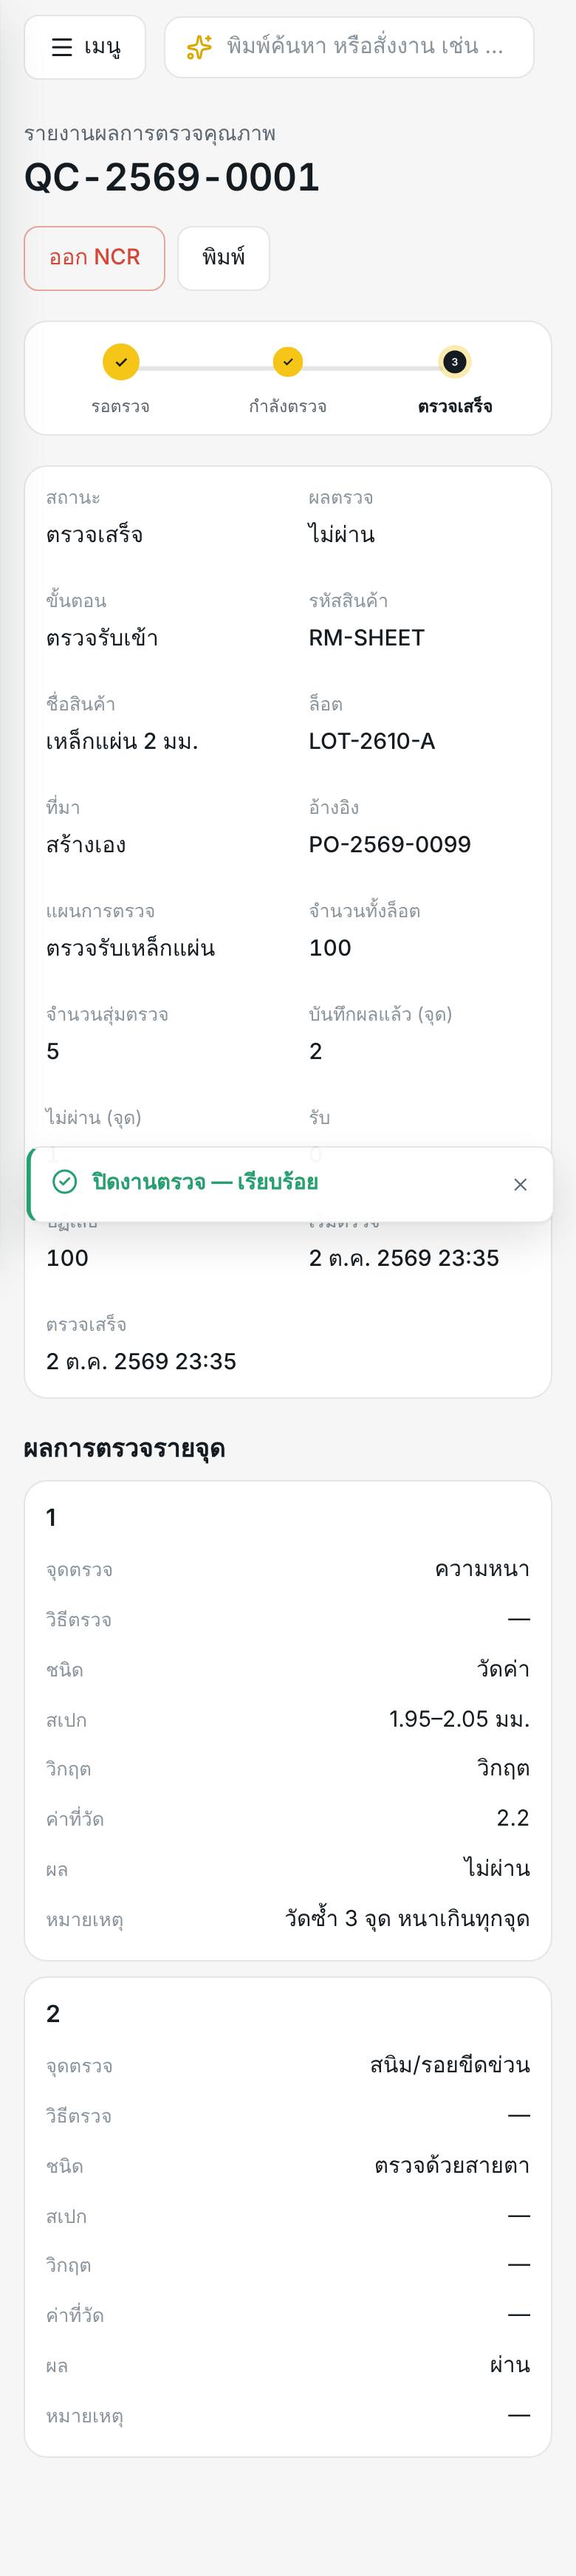 เมนู
พิมพ์ค้นหา หรือสั่งงาน เช่น ...
รายงานผลการตรวจคุณภาพ
QC-2569-0001
ออก NCR
พิมพ์
3
รอตรวจ
กำลังตรวจ
ตรวจเสร็จ
สถานะ
ผลตรวจ
ตรวจเสร็จ
ไม่ผ่าน
ขั้นตอน
รหัสสินค้า
ตรวจรับเข้า
RM-SHEET
ชื่อสินค้า
ล็อต
เหล็กแผ่น 2 มม.
LOT-2610-A
ที่มา
อ้างอิง
สร้างเอง
PO-2569-0099
แผนการตรวจ
จำนวนทั้งล็อต
ตรวจรับเหล็กแผ่น
100
จำนวนสุ่มตรวจ
บันทึกผลแล้ว (จุด)
5
2
ไม่ผ่าน (จุด)
รับ
1
0
ปิดงานตรวจ — เรียบร้อย
100
2 ต.ค. 2569 23:35
ตรวจเสร็จ
2 ต.ค. 2569 23:35
ผลการตรวจรายจุด
1
จุดตรวจ
ความหนา
วิธีตรวจ
—
ชนิด
วัดค่า
สเปก
1.95–2.05 มม.
วิกฤต
วิกฤต
ค่าที่วัด
2.2
ผล
ไม่ผ่าน
หมายเหตุ
วัดซ้ำ 3 จุด หนาเกินทุกจุด
2
จุดตรวจ
สนิม/รอยขีดข่วน
วิธีตรวจ
—
ชนิด
ตรวจด้วยสายตา
สเปก
—
วิกฤต
—
ค่าที่วัด
—
ผล
ผ่าน
หมายเหตุ
—